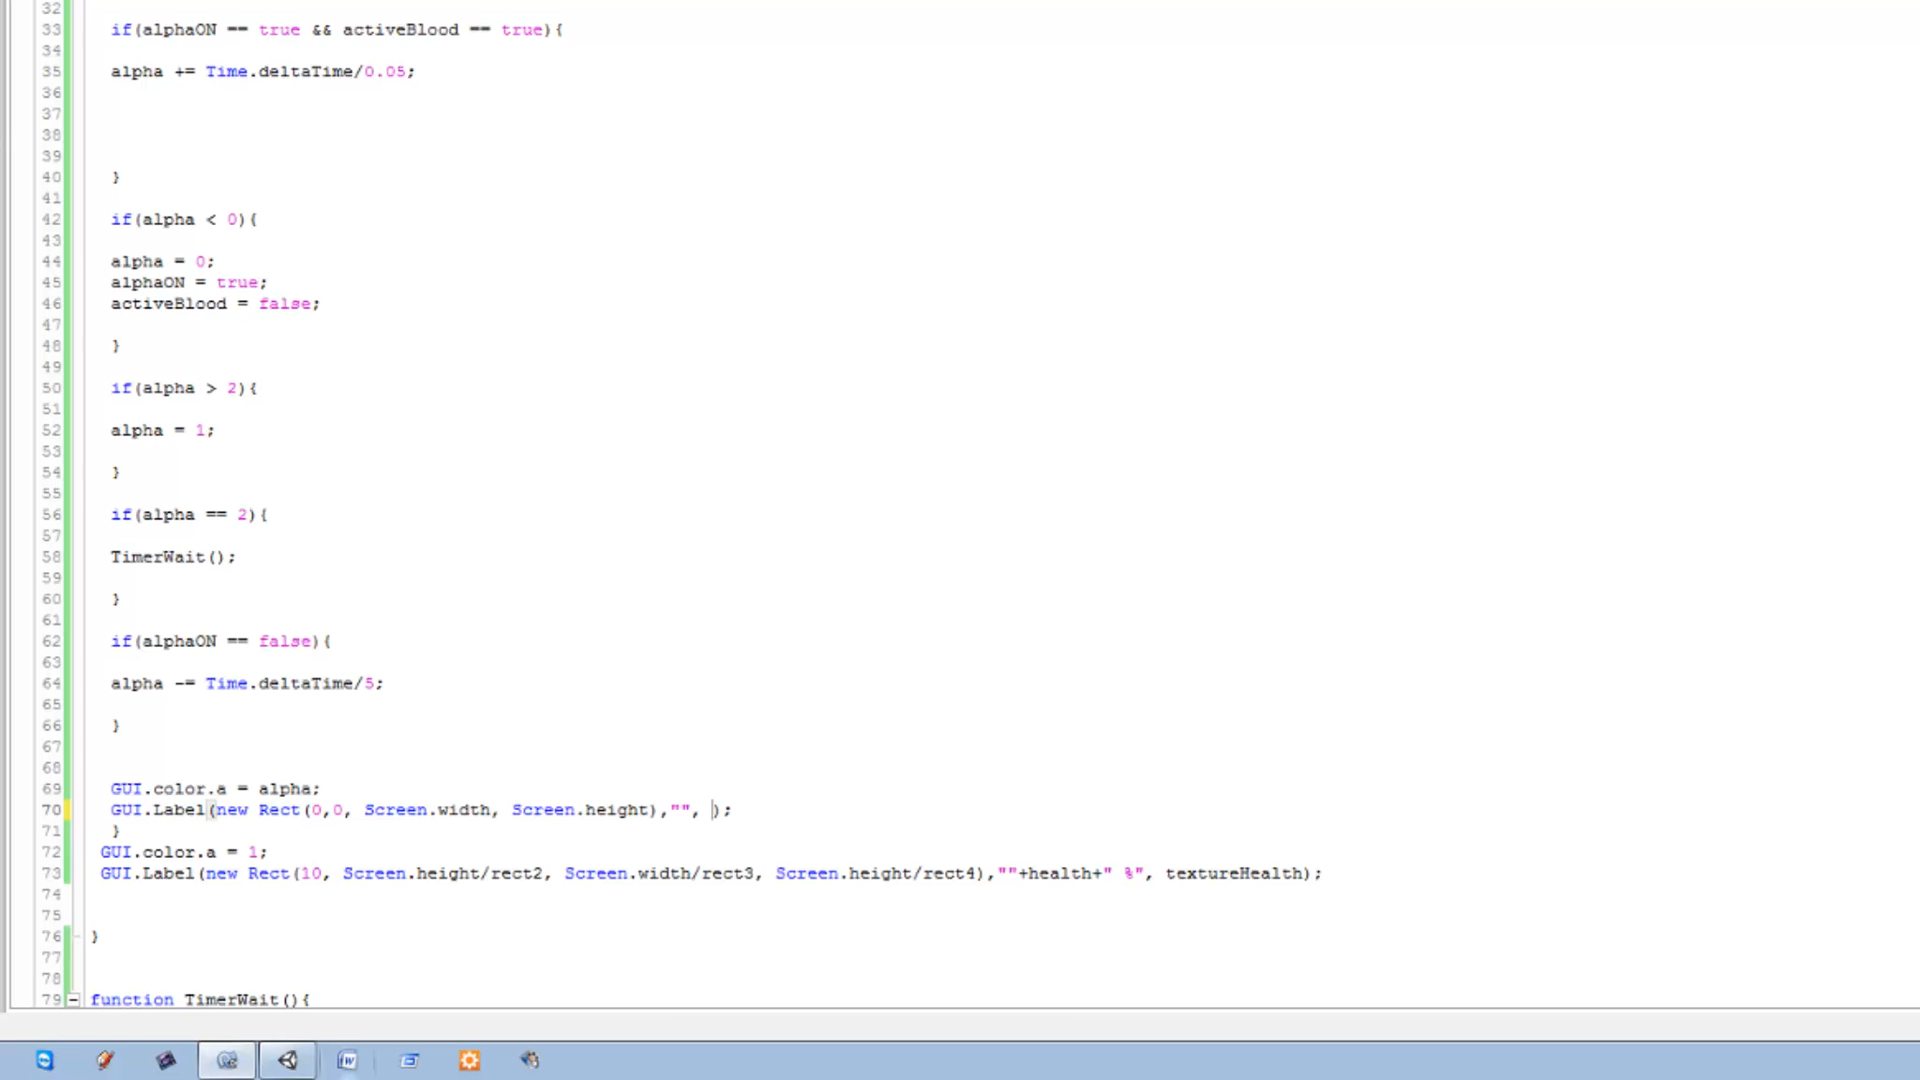 32
33 if(alphaON == true && activeBlood == true){
34
35 alpha += Time.deltaTime/0.05;
36
37
38
39
40 }
41
42 if(alpha < 0){
43
44 alpha = 0;
45 alphaON = true;
46 activeBlood = false;
47
48 }
49
50 if(alpha > 2){
51
52 alpha = 1;
53
54 }
55
56 if(alpha == 2){
57
58 TimerWait();
59
60 }
61
62 if(alphaON == false){
63
64 alpha -= Time.deltaTime/5;
65
66 }
67
68
69 GUI.color.a = alpha;
70 GUI.Label(new Rect(0,0, Screen.width, Screen.height),"", );
71 }
72 GUI.color.a = 1;
73 GUI.Label(new Rect(10, Screen.height/rect2, Screen.width/rect3, Screen.height/rect4),""+health+" %", textureHealth);
74
75
76 }
77
78
79 function TimerWait(){